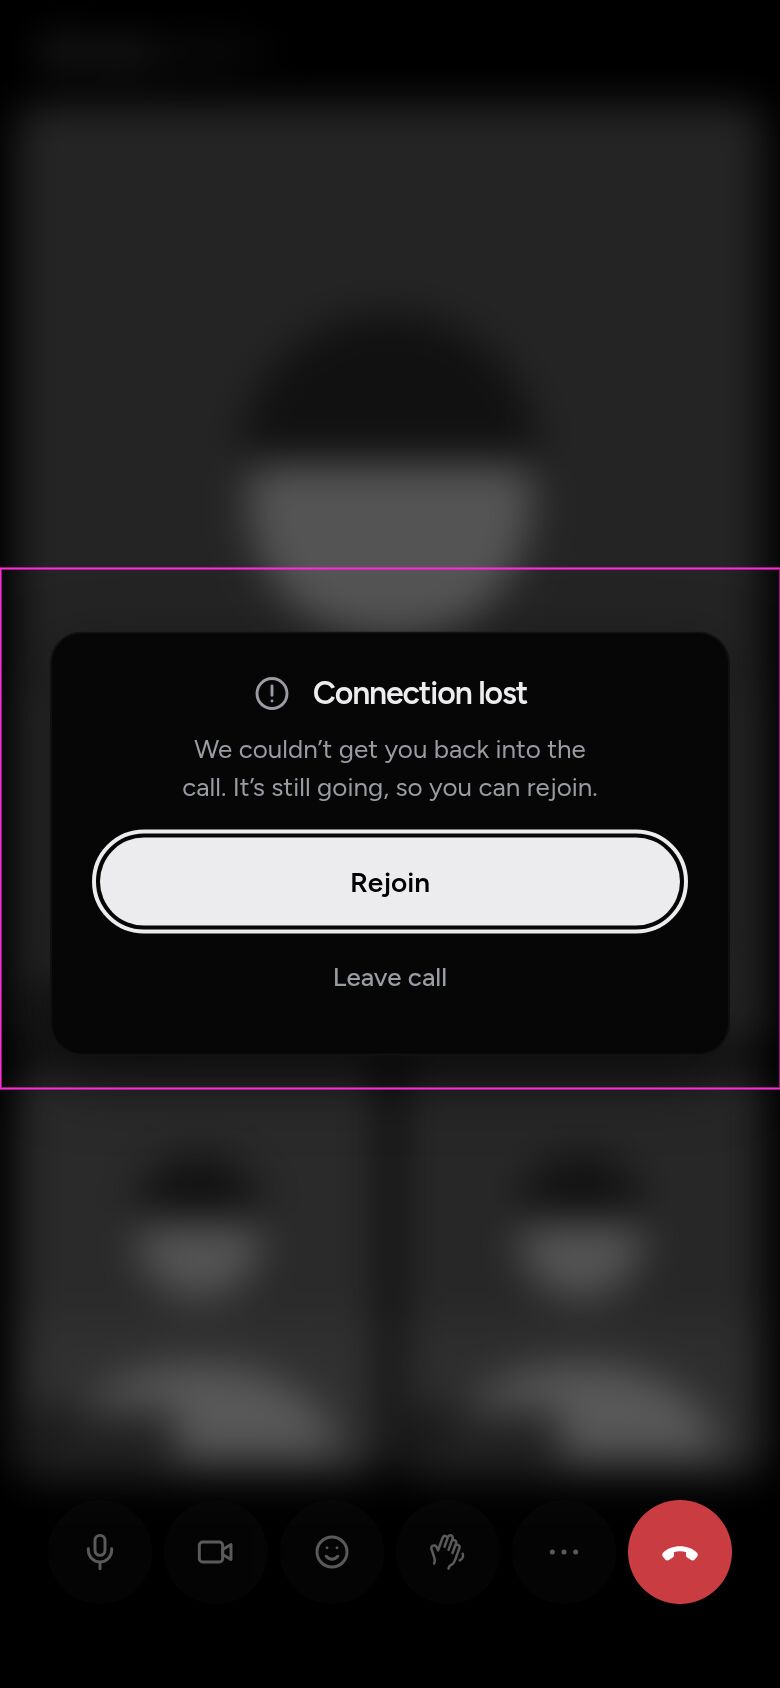 Connection lost
We couldn’t get you back into the
call. It’s still going, so you can rejoin.
Rejoin
Leave call